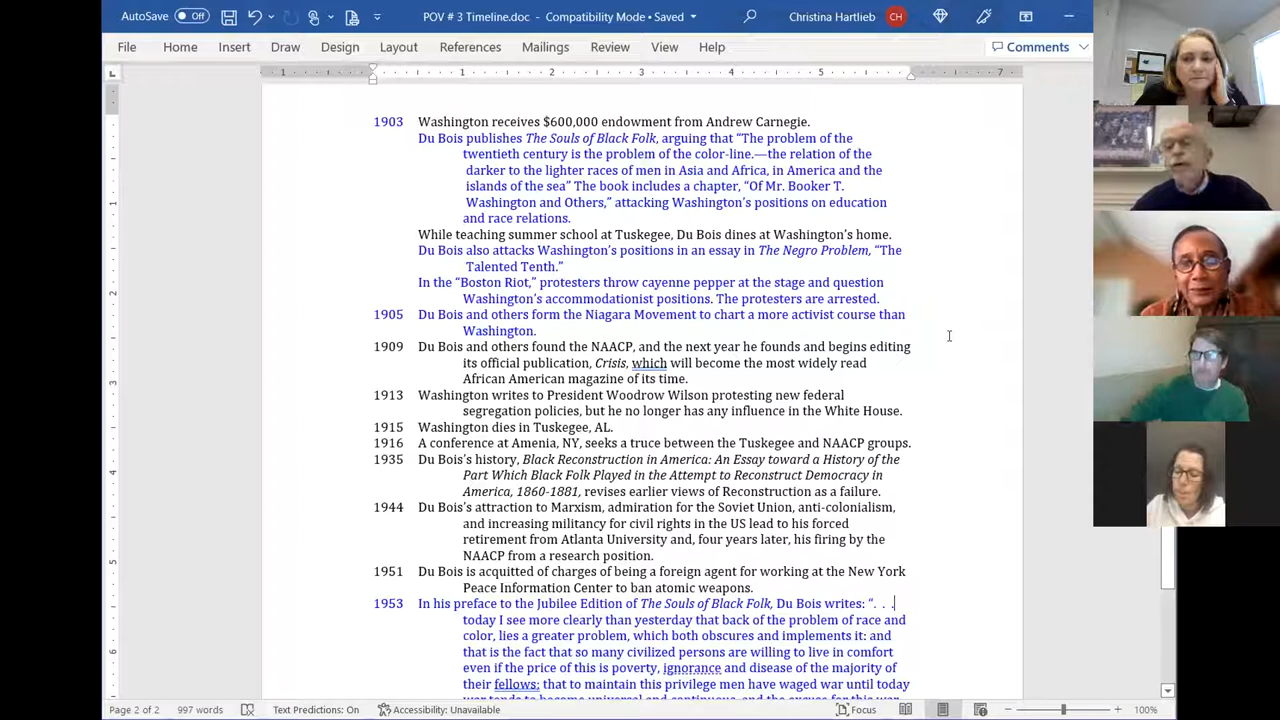 AutoSave Off POV # 3 Timeline.doc - Compatibility Mode • Saved Christina Hartlieb CH
File Home Insert Draw Design Layout References Mailings Review View Help Comments
1 1 2 3 4 5 7
1903 Washington receives $600,000 endowment from Andrew Carnegie.
Du Bois publishes The Souls of Black Folk, arguing that “The problem of the
twentieth century is the problem of the color-line.—the relation of the
darker to the lighter races of men in Asia and Africa, in America and the
islands of the sea” The book includes a chapter, “Of Mr. Booker T.
Washington and Others,” attacking Washington’s positions on education
and race relations.
While teaching summer school at Tuskegee, Du Bois dines at Washington’s home.
Du Bois also attacks Washington’s positions in an essay in The Negro Problem, “The
Talented Tenth.”
In the “Boston Riot,” protesters throw cayenne pepper at the stage and question
Washington’s accommodationist positions. The protesters are arrested.
1905 Du Bois and others form the Niagara Movement to chart a more activist course than
Washington.
1909 Du Bois and others found the NAACP, and the next year he founds and begins editing
its official publication, Crisis, which will become the most widely read
African American magazine of its time.
1913 Washington writes to President Woodrow Wilson protesting new federal
segregation policies, but he no longer has any influence in the White House.
1915 Washington dies in Tuskegee, AL.
1916 A conference at Amenia, NY, seeks a truce between the Tuskegee and NAACP groups.
1935 Du Bois’s history, Black Reconstruction in America: An Essay toward a History of the
Part Which Black Folk Played in the Attempt to Reconstruct Democracy in
America, 1860-1881, revises earlier views of Reconstruction as a failure.
1944 Du Bois’s attraction to Marxism, admiration for the Soviet Union, anti-colonialism,
and increasing militancy for civil rights in the US lead to his forced
retirement from Atlanta University and, four years later, his firing by the
NAACP from a research position.
1951 Du Bois is acquitted of charges of being a foreign agent for working at the New York
Peace Information Center to ban atomic weapons.
1953 In his preface to the Jubilee Edition of The Souls of Black Folk, Du Bois writes: “. . .
today I see more clearly than yesterday that back of the problem of race and
color, lies a greater problem, which both obscures and implements it: and
that is the fact that so many civilized persons are willing to live in comfort
even if the price of this is poverty, ignorance and disease of the majority of
their fellows; that to maintain this privilege men have waged war until today
war tends to become universal and continuous, and the excuse for this war
Page 2 of 2 997 words Text Predictions: On Accessibility: Unavailable Focus 100%